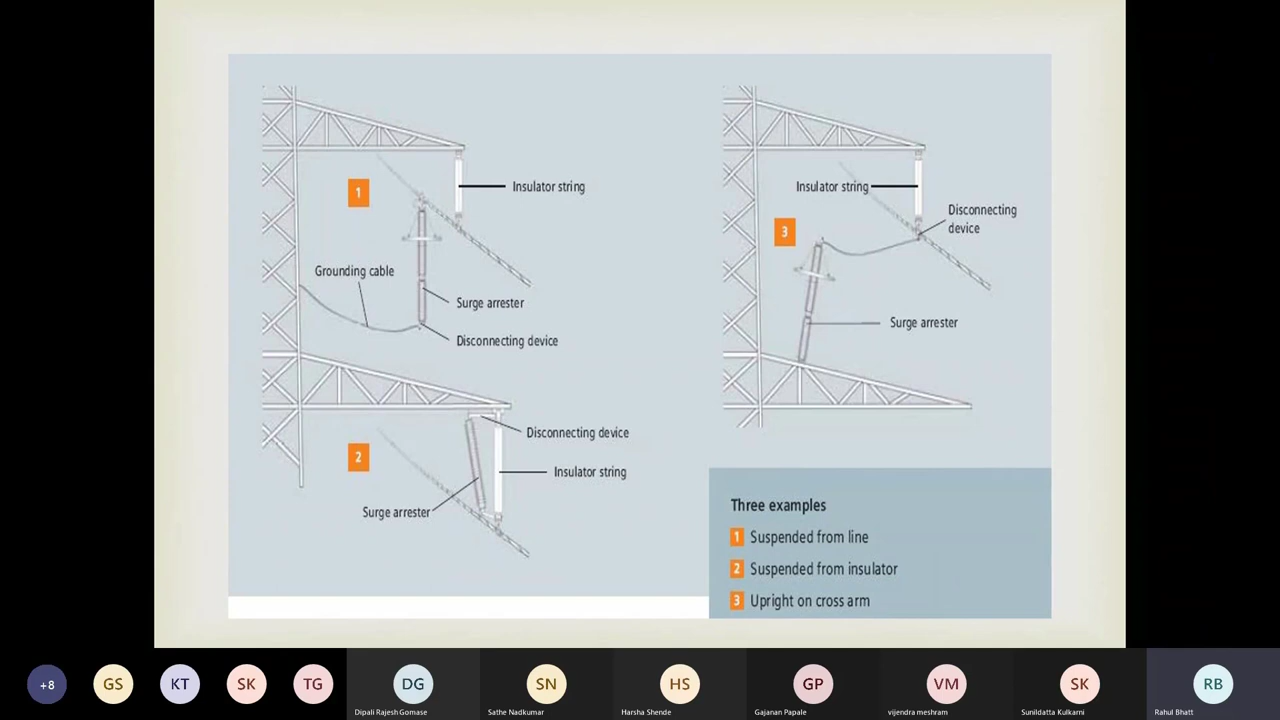 1
Insulator string
Grounding cable
Surge arrester
Disconnecting device
2
Disconnecting device
Insulator string
Surge arrester
Insulator string
Disconnecting
device
3
Surge arrester
Three examples
1 Suspended from line
2 Suspended from insulator
3 Upright on cross arm
+8
GS
KT
SK
TG
DG
Dipali Rajesh Gomase
SN
Sathe Nadkumar
HS
Harsha Shende
GP
Gajanan Papale
VM
vijendra meshram
SK
Sunildatta Kulkarni
RB
Rahul Bhatt